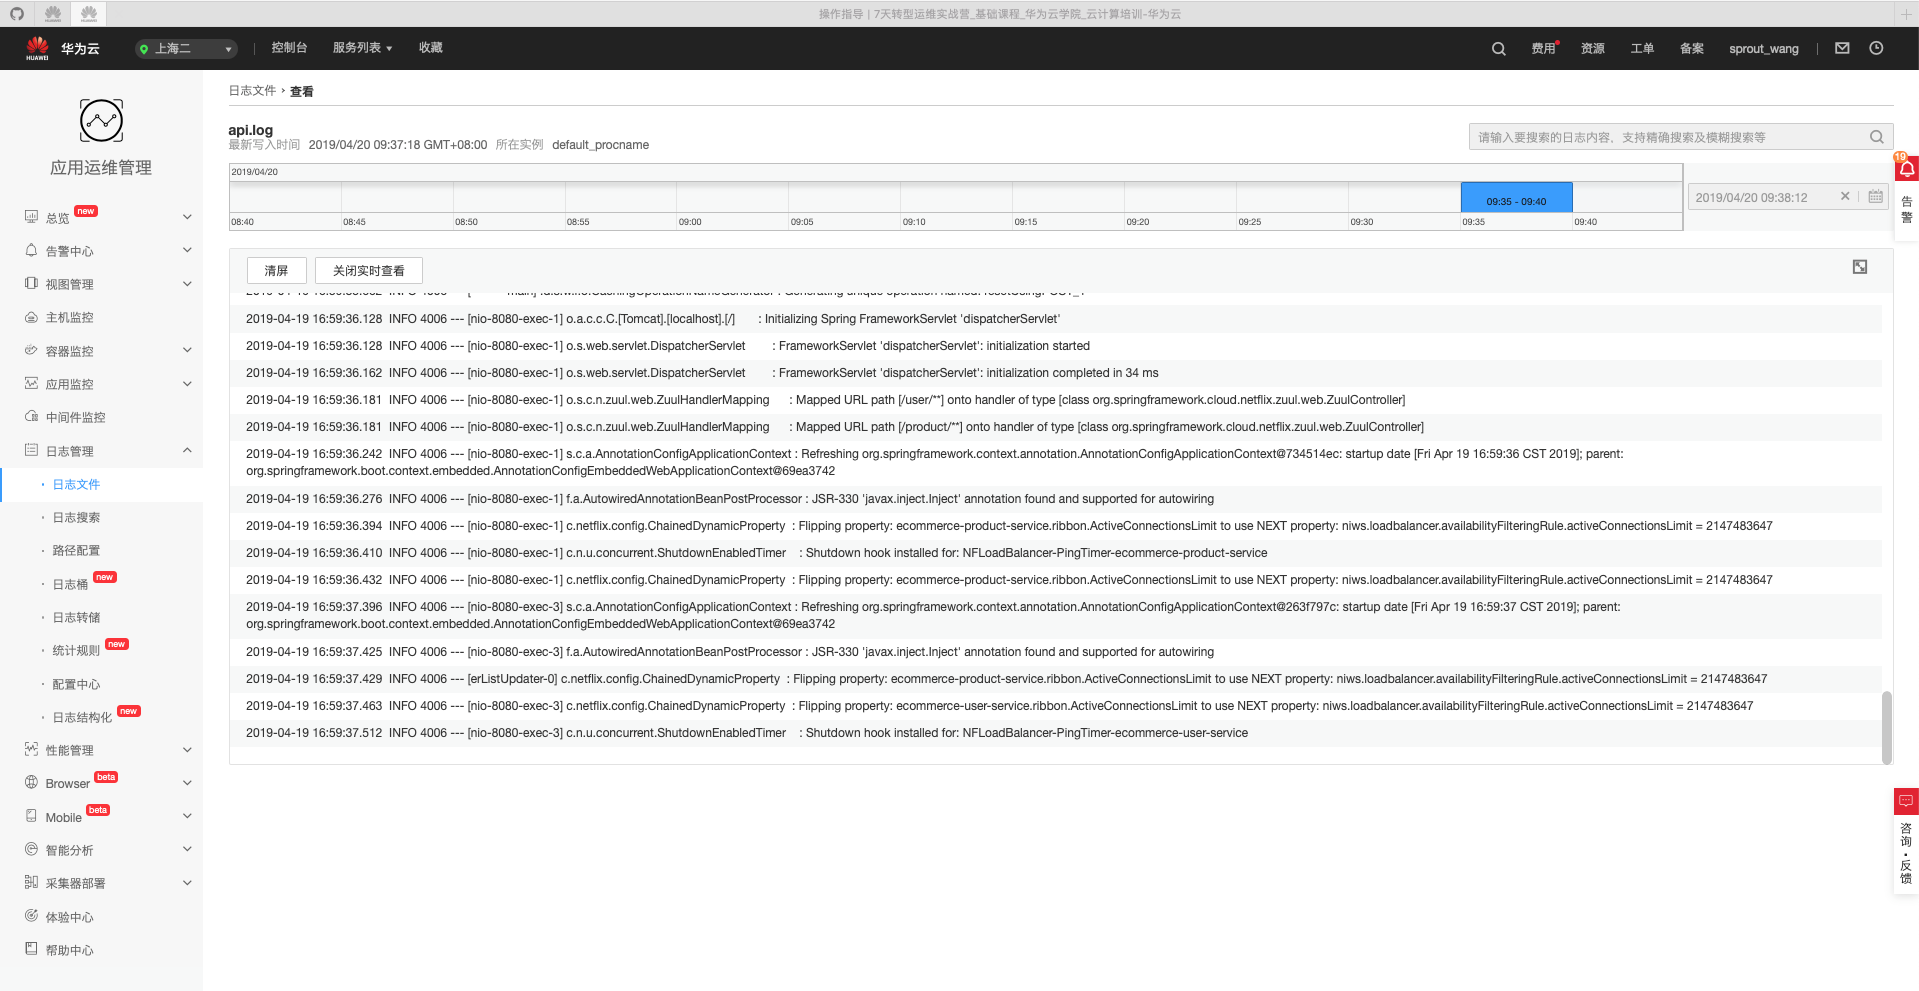 操作指导 | 7天转型运维实战营_基础课程_华为云学院_云计算培训-华为云
HUAWEI 华为云 上海二 控制台 服务列表 收藏 费用 资源 工单 备案 sprout_wang
应用运维管理
总览 new
告警中心
视图管理
主机监控
容器监控
应用监控
中间件监控
日志管理
· 日志文件
· 日志搜索
· 路径配置
· 日志桶 new
· 日志转储
· 统计规则 new
· 配置中心
· 日志结构化 new
性能管理
Browser beta
Mobile beta
智能分析
采集器部署
体验中心
帮助中心
日志文件 › 查看
api.log
最新写入时间 2019/04/20 09:37:18 GMT+08:00 所在实例 default_procname
请输入要搜索的日志内容、支持精确搜索及模糊搜索等
2019/04/20
09:35 - 09:40
08:40 08:45 08:50 08:55 09:00 09:05 09:10 09:15 09:20 09:25 09:30 09:35 09:40
2019/04/20 09:38:12
清屏 关闭实时查看
2019-04-19 16:59:36.128 INFO 4006 --- [nio-8080-exec-1] o.a.c.c.C.[Tomcat].[localhost].[/] : Initializing Spring FrameworkServlet 'dispatcherServlet'
2019-04-19 16:59:36.128 INFO 4006 --- [nio-8080-exec-1] o.s.web.servlet.DispatcherServlet : FrameworkServlet 'dispatcherServlet': initialization started
2019-04-19 16:59:36.162 INFO 4006 --- [nio-8080-exec-1] o.s.web.servlet.DispatcherServlet : FrameworkServlet 'dispatcherServlet': initialization completed in 34 ms
2019-04-19 16:59:36.181 INFO 4006 --- [nio-8080-exec-1] o.s.c.n.zuul.web.ZuulHandlerMapping : Mapped URL path [/user/**] onto handler of type [class org.springframework.cloud.netflix.zuul.web.ZuulController]
2019-04-19 16:59:36.181 INFO 4006 --- [nio-8080-exec-1] o.s.c.n.zuul.web.ZuulHandlerMapping : Mapped URL path [/product/**] onto handler of type [class org.springframework.cloud.netflix.zuul.web.ZuulController]
2019-04-19 16:59:36.242 INFO 4006 --- [nio-8080-exec-1] s.c.a.AnnotationConfigApplicationContext : Refreshing org.springframework.context.annotation.AnnotationConfigApplicationContext@734514ec: startup date [Fri Apr 19 16:59:36 CST 2019]; parent:
org.springframework.boot.context.embedded.AnnotationConfigEmbeddedWebApplicationContext@69ea3742
2019-04-19 16:59:36.276 INFO 4006 --- [nio-8080-exec-1] f.a.AutowiredAnnotationBeanPostProcessor : JSR-330 'javax.inject.Inject' annotation found and supported for autowiring
2019-04-19 16:59:36.394 INFO 4006 --- [nio-8080-exec-1] c.netflix.config.ChainedDynamicProperty : Flipping property: ecommerce-product-service.ribbon.ActiveConnectionsLimit to use NEXT property: niws.loadbalancer.availabilityFilteringRule.activeConnectionsLimit = 2147483647
2019-04-19 16:59:36.410 INFO 4006 --- [nio-8080-exec-1] c.n.u.concurrent.ShutdownEnabledTimer : Shutdown hook installed for: NFLoadBalancer-PingTimer-ecommerce-product-service
2019-04-19 16:59:36.432 INFO 4006 --- [nio-8080-exec-1] c.netflix.config.ChainedDynamicProperty : Flipping property: ecommerce-product-service.ribbon.ActiveConnectionsLimit to use NEXT property: niws.loadbalancer.availabilityFilteringRule.activeConnectionsLimit = 2147483647
2019-04-19 16:59:37.396 INFO 4006 --- [nio-8080-exec-3] s.c.a.AnnotationConfigApplicationContext : Refreshing org.springframework.context.annotation.AnnotationConfigApplicationContext@263f797c: startup date [Fri Apr 19 16:59:37 CST 2019]; parent:
org.springframework.boot.context.embedded.AnnotationConfigEmbeddedWebApplicationContext@69ea3742
2019-04-19 16:59:37.425 INFO 4006 --- [nio-8080-exec-3] f.a.AutowiredAnnotationBeanPostProcessor : JSR-330 'javax.inject.Inject' annotation found and supported for autowiring
2019-04-19 16:59:37.429 INFO 4006 --- [erListUpdater-0] c.netflix.config.ChainedDynamicProperty : Flipping property: ecommerce-product-service.ribbon.ActiveConnectionsLimit to use NEXT property: niws.loadbalancer.availabilityFilteringRule.activeConnectionsLimit = 2147483647
2019-04-19 16:59:37.463 INFO 4006 --- [nio-8080-exec-3] c.netflix.config.ChainedDynamicProperty : Flipping property: ecommerce-user-service.ribbon.ActiveConnectionsLimit to use NEXT property: niws.loadbalancer.availabilityFilteringRule.activeConnectionsLimit = 2147483647
2019-04-19 16:59:37.512 INFO 4006 --- [nio-8080-exec-3] c.n.u.concurrent.ShutdownEnabledTimer : Shutdown hook installed for: NFLoadBalancer-PingTimer-ecommerce-user-service
19
告警
咨询·反馈